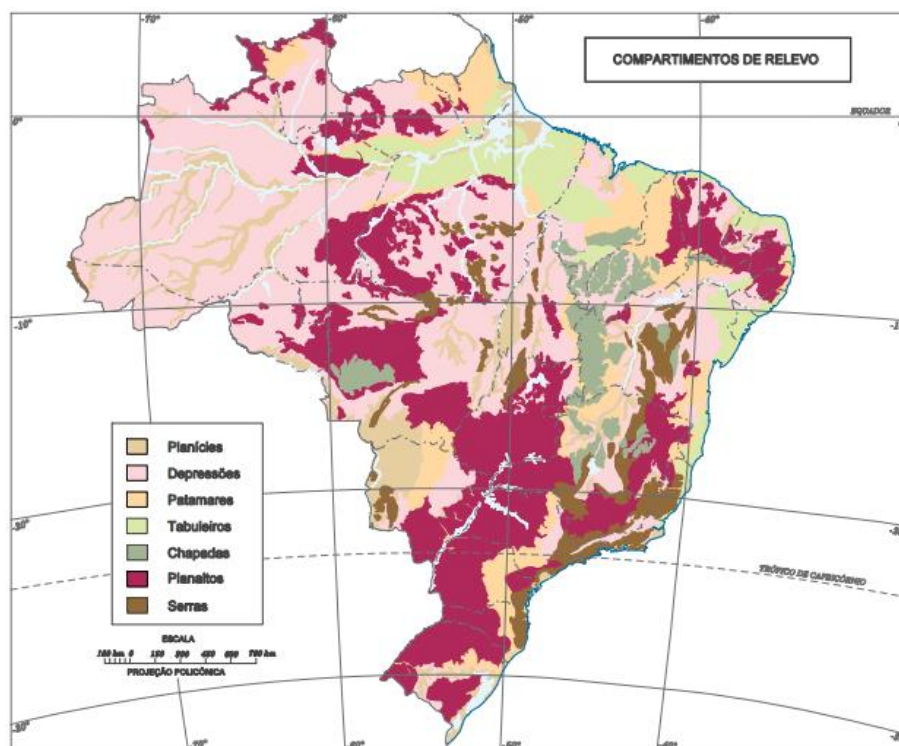 -70°
-60°
-50°
-40°
COMPARTIMENTOS DE RELEVO
EQUADOR
0°
-10°
Planícies
Depressões
Patamares
Tabuleiros
Chapadas
Planaltos
Serras
TRÓPICO DE CAPRICÓRNIO
ESCALA
PROJEÇÃO POLICÔNICA
-30°